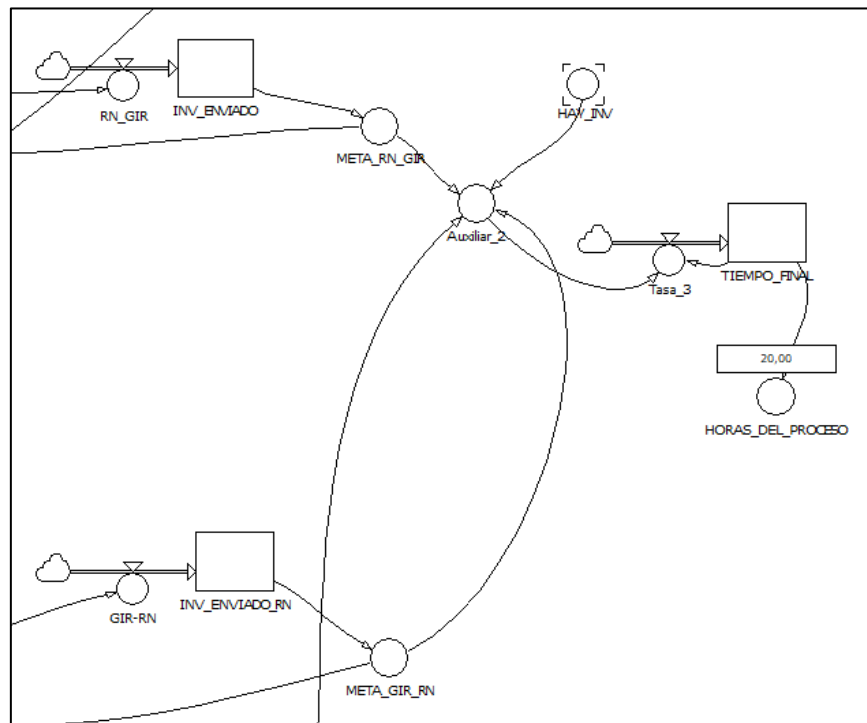 RN_GIR
INV_ENVIADO
HAY_INV
META_RN_GIR
Auxiliar_2
Tasa_3
TIEMPO_FINAL
20,00
HORAS_DEL_PROCESO
GIR-RN
INV_ENVIADO_RN
META_GIR_RN